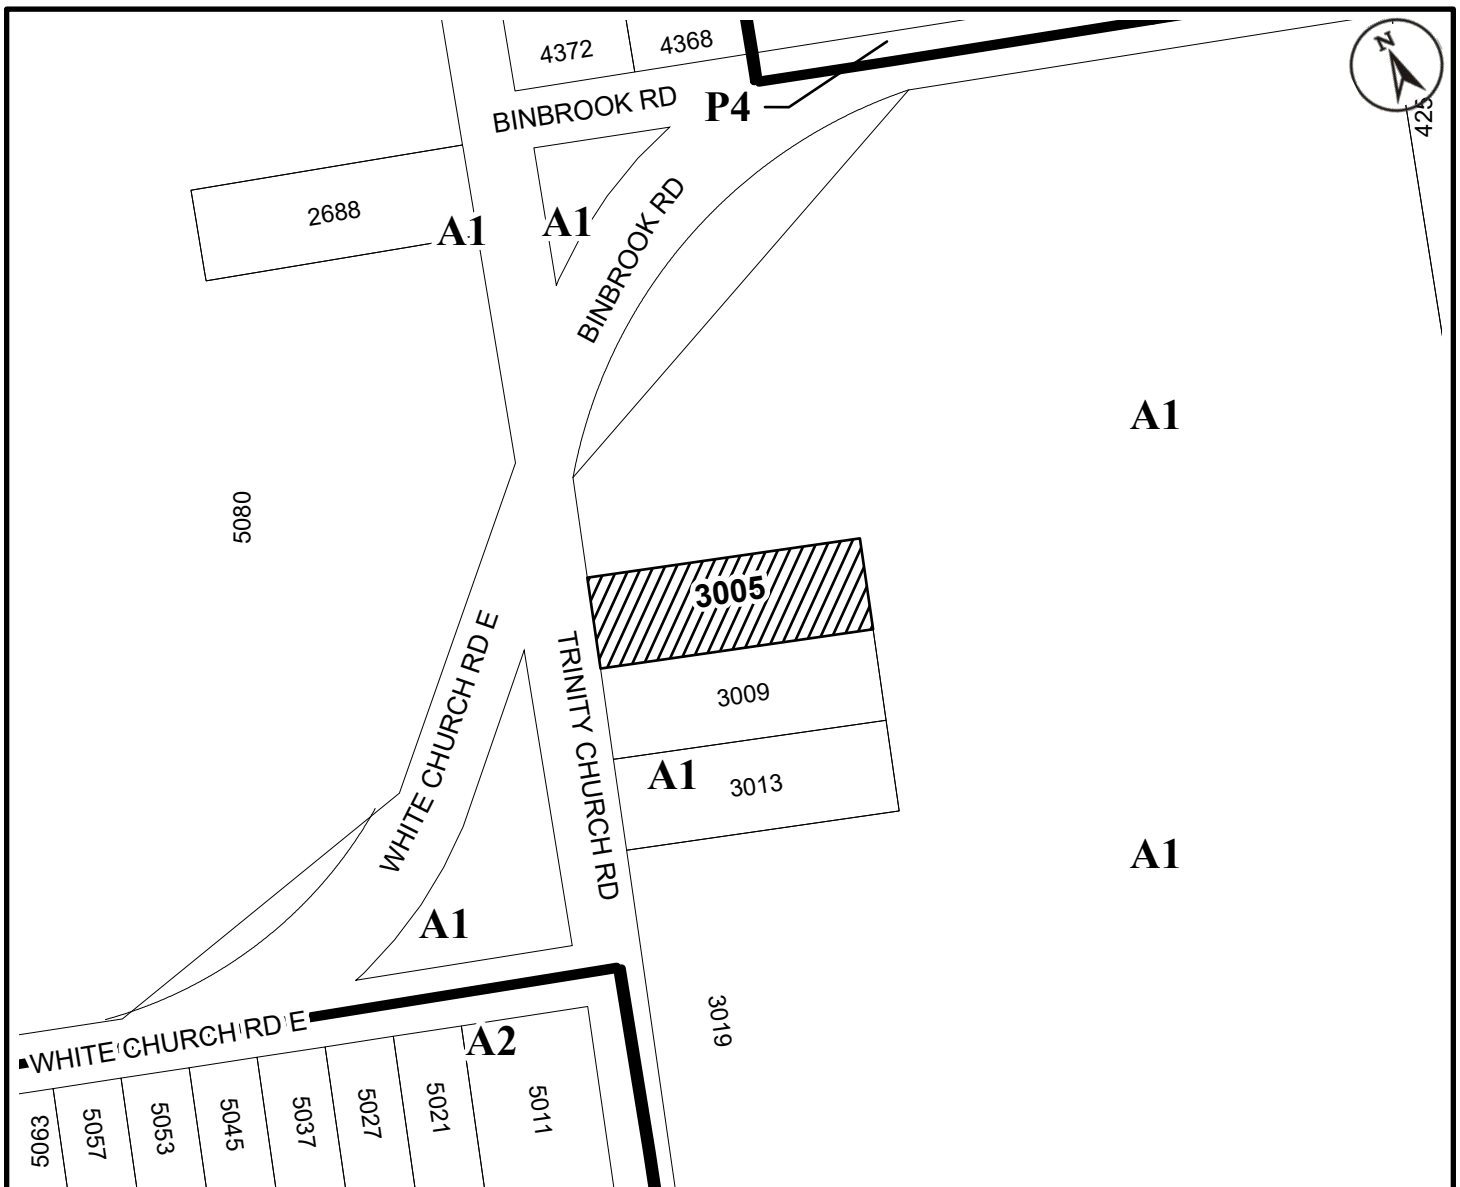 4372
4368
N
BINBROOK RD
P4
425
2688
A1
A1
BINBROOK RD
A1
5080
3005
WHITE CHURCH RD E
TRINITY CHURCH RD
3009
A1
3013
A1
A1
3019
WHITE CHURCH RD E
A2
5063
5057
5053
5045
5037
5027
5021
5011